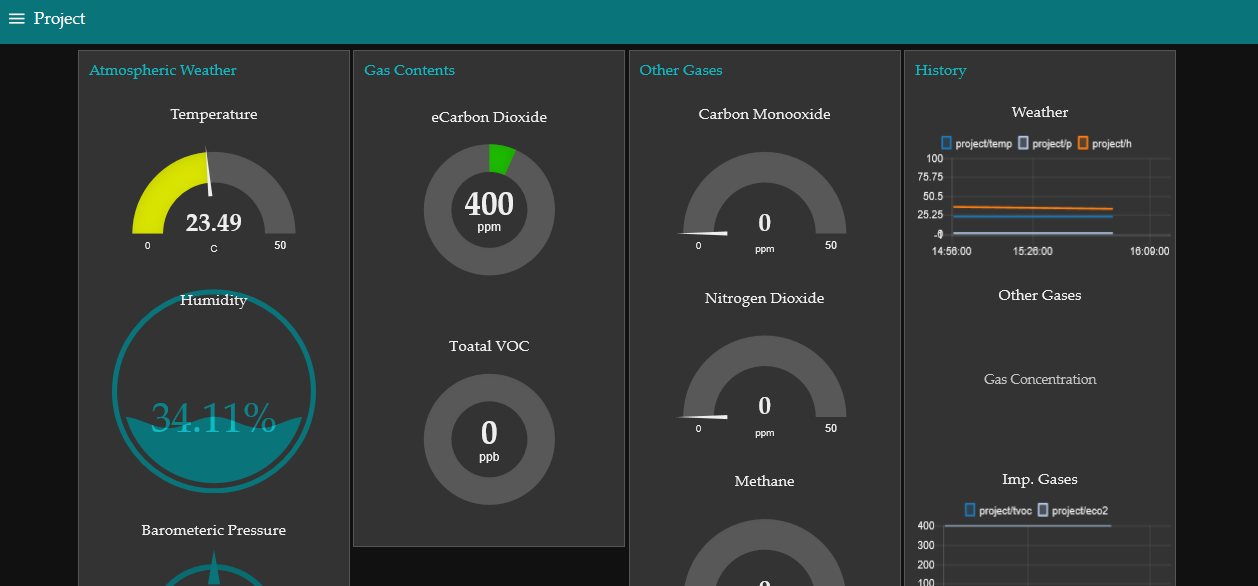 Project
Atmospheric Weather
Temperature
23.49
C
0
50
Humidity
34.11%
Barometeric Pressure
Gas Contents
eCarbon Dioxide
400
ppm
Toatal VOC
0
ppb
Other Gases
Carbon Monooxide
0
ppm
0
50
Nitrogen Dioxide
0
ppm
0
50
Methane
History
Weather
project/temp project/p project/h
100
75.75
50.5
25.25
14:56:00 15:26:00 16:09:00
Other Gases
Gas Concentration
Imp. Gases
project/tvoc project/eco2
400
300
200
100